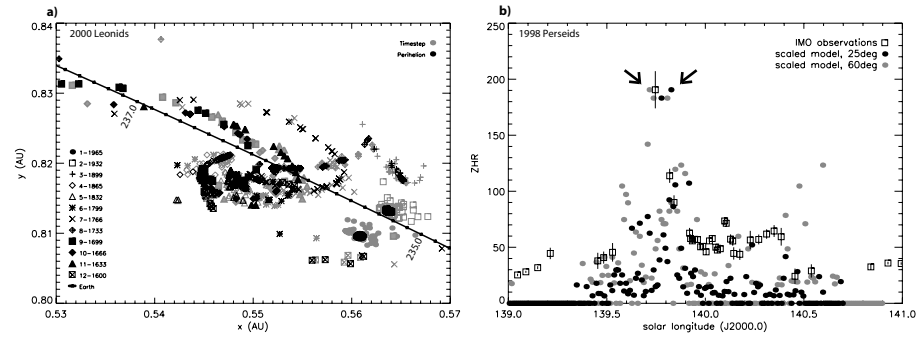 a)
2000 Leonids
Timestep
Perihelion
237.0
235.0
1-1965
2-1932
3-1899
4-1865
5-1832
6-1799
7-1766
8-1733
9-1699
10-1666
11-1633
12-1600
Earth
0.84
0.83
0.82
0.81
0.80
y (AU)
0.53 0.54 0.55 0.56 0.57
x (AU)
b)
1998 Perseids
IMO observations
scaled model, 25deg
scaled model, 60deg
250
200
150
100
50
0
ZHR
139.0 139.5 140.0 140.5 141.0
solar longitude (J2000.0)